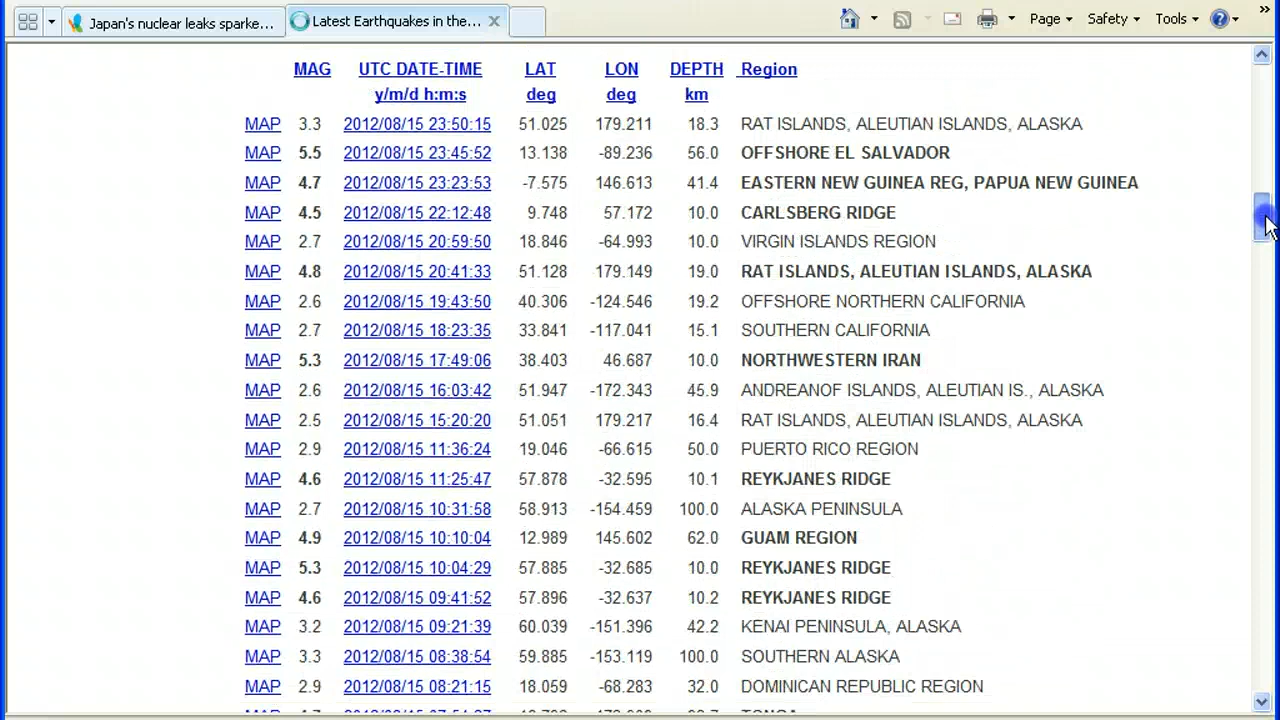 Japan's nuclear leaks sparke...
Latest Earthquakes in the...
Page
Safety
Tools
MAG UTC DATE-TIME LAT LON DEPTH Region
y/m/d h:m:s deg deg km
MAP 3.3 2012/08/15 23:50:15 51.025 179.211 18.3 RAT ISLANDS, ALEUTIAN ISLANDS, ALASKA
MAP 5.5 2012/08/15 23:45:52 13.138 -89.236 56.0 OFFSHORE EL SALVADOR
MAP 4.7 2012/08/15 23:23:53 -7.575 146.613 41.4 EASTERN NEW GUINEA REG, PAPUA NEW GUINEA
MAP 4.5 2012/08/15 22:12:48 9.748 57.172 10.0 CARLSBERG RIDGE
MAP 2.7 2012/08/15 20:59:50 18.846 -64.993 10.0 VIRGIN ISLANDS REGION
MAP 4.8 2012/08/15 20:41:33 51.128 179.149 19.0 RAT ISLANDS, ALEUTIAN ISLANDS, ALASKA
MAP 2.6 2012/08/15 19:43:50 40.306 -124.546 19.2 OFFSHORE NORTHERN CALIFORNIA
MAP 2.7 2012/08/15 18:23:35 33.841 -117.041 15.1 SOUTHERN CALIFORNIA
MAP 5.3 2012/08/15 17:49:06 38.403 46.687 10.0 NORTHWESTERN IRAN
MAP 2.6 2012/08/15 16:03:42 51.947 -172.343 45.9 ANDREANOF ISLANDS, ALEUTIAN IS., ALASKA
MAP 2.5 2012/08/15 15:20:20 51.051 179.217 16.4 RAT ISLANDS, ALEUTIAN ISLANDS, ALASKA
MAP 2.9 2012/08/15 11:36:24 19.046 -66.615 50.0 PUERTO RICO REGION
MAP 4.6 2012/08/15 11:25:47 57.878 -32.595 10.1 REYKJANES RIDGE
MAP 2.7 2012/08/15 10:31:58 58.913 -154.459 100.0 ALASKA PENINSULA
MAP 4.9 2012/08/15 10:10:04 12.989 145.602 62.0 GUAM REGION
MAP 5.3 2012/08/15 10:04:29 57.885 -32.685 10.0 REYKJANES RIDGE
MAP 4.6 2012/08/15 09:41:52 57.896 -32.637 10.2 REYKJANES RIDGE
MAP 3.2 2012/08/15 09:21:39 60.039 -151.396 42.2 KENAI PENINSULA, ALASKA
MAP 3.3 2012/08/15 08:38:54 59.885 -153.119 100.0 SOUTHERN ALASKA
MAP 2.9 2012/08/15 08:21:15 18.059 -68.283 32.0 DOMINICAN REPUBLIC REGION